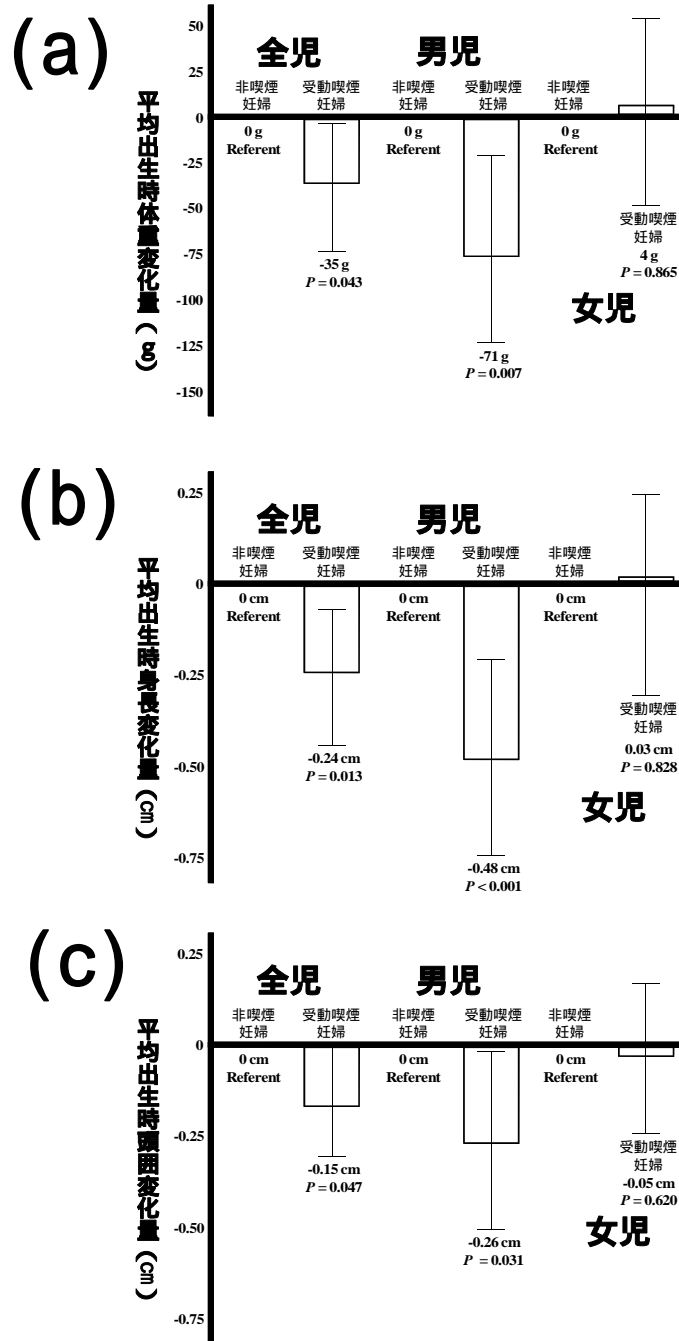 (a)
平均出生時体重変化量(g)
50
25
0
-25
-50
-75
-100
-125
-150
全児
男児
非喫煙 受動喫煙 非喫煙 受動喫煙 非喫煙
妊婦 妊婦 妊婦 妊婦 妊婦
0 g 0 g 0 g
Referent Referent Referent
受動喫煙
妊婦
4 g
P = 0.865
-35 g
P = 0.043
女児
-71 g
P = 0.007
(b)
平均出生時身長変化量(cm)
0.25
0
-0.25
-0.50
-0.75
全児
男児
非喫煙 受動喫煙 非喫煙 受動喫煙 非喫煙
妊婦 妊婦 妊婦 妊婦 妊婦
0 cm 0 cm 0 cm
Referent Referent Referent
受動喫煙
妊婦
0.03 cm
P = 0.828
-0.24 cm
P = 0.013
女児
-0.48 cm
P < 0.001
(c)
平均出生時頭囲変化量(cm)
0.25
0
-0.25
-0.50
-0.75
全児
男児
非喫煙 受動喫煙 非喫煙 受動喫煙 非喫煙
妊婦 妊婦 妊婦 妊婦 妊婦
0 cm 0 cm 0 cm
Referent Referent Referent
受動喫煙
妊婦
-0.05 cm
P = 0.620
-0.15 cm
P = 0.047
女児
-0.26 cm
P = 0.031